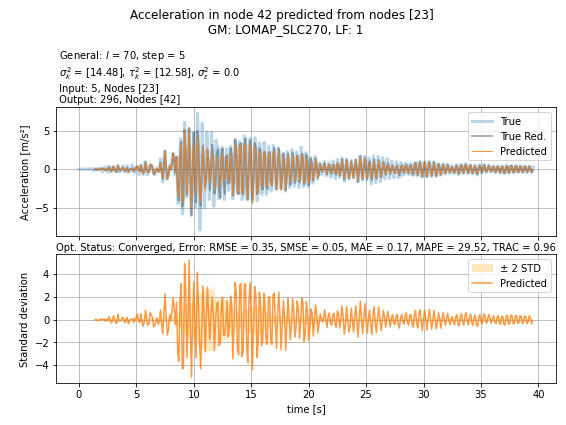 Acceleration in node 42 predicted from nodes [23]
GM: LOMAP_SLC270, LF: 1
General: l = 70, step = 5
σ²ₖ = [14.48], τ²ₖ = [12.58], σ²ε = 0.0
Input: 5, Nodes [23]
Output: 296, Nodes [42]
Acceleration [m/s²]
5
0
−5
True
True Red.
Predicted
Opt. Status: Converged, Error: RMSE = 0.35, SMSE = 0.05, MAE = 0.17, MAPE = 29.52, TRAC = 0.96
Standard deviation
4
2
0
−2
−4
± 2 STD
Predicted
0 5 10 15 20 25 30 35 40
time [s]